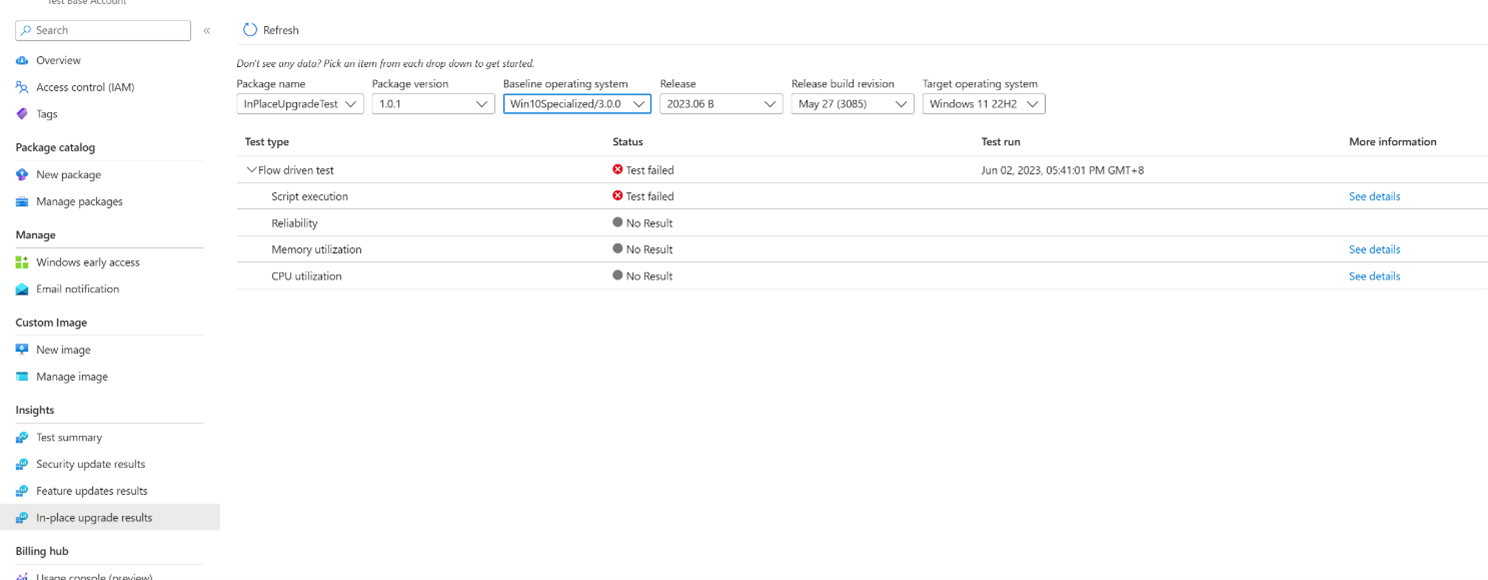 Test Base Account
Search
«
Overview
Access control (IAM)
Tags
Package catalog
New package
Manage packages
Manage
Windows early access
Email notification
Custom Image
New image
Manage image
Insights
Test summary
Security update results
Feature updates results
In-place upgrade results
Billing hub
Usage console (preview)
Refresh
Don't see any data? Pick an item from each drop down to get started.
Package name Package version Baseline operating system Release Release build revision Target operating system
InPlaceUpgradeTest 1.0.1 Win10Specialized/3.0.0 2023.06 B May 27 (3085) Windows 11 22H2
Test type Status Test run More information
Flow driven test Test failed Jun 02, 2023, 05:41:01 PM GMT+8
Script execution Test failed See details
Reliability No Result
Memory utilization No Result See details
CPU utilization No Result See details